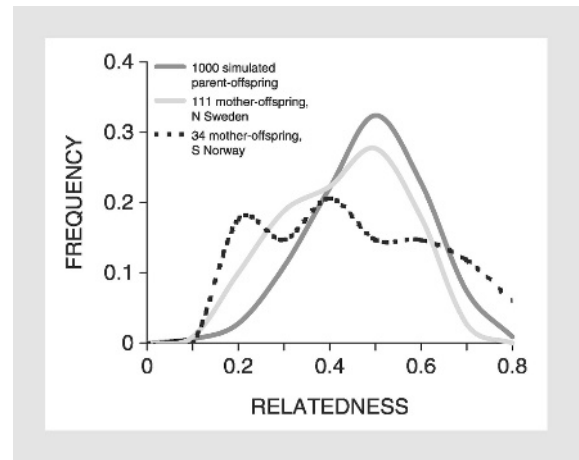 0.4
1000 simulated
parent-offspring
111 mother-offspring,
N Sweden
0.3
34 mother-offspring,
S Norway
FREQUENCY
0.2
0.1
0
0
0.2
0.4
0.6
0.8
RELATEDNESS